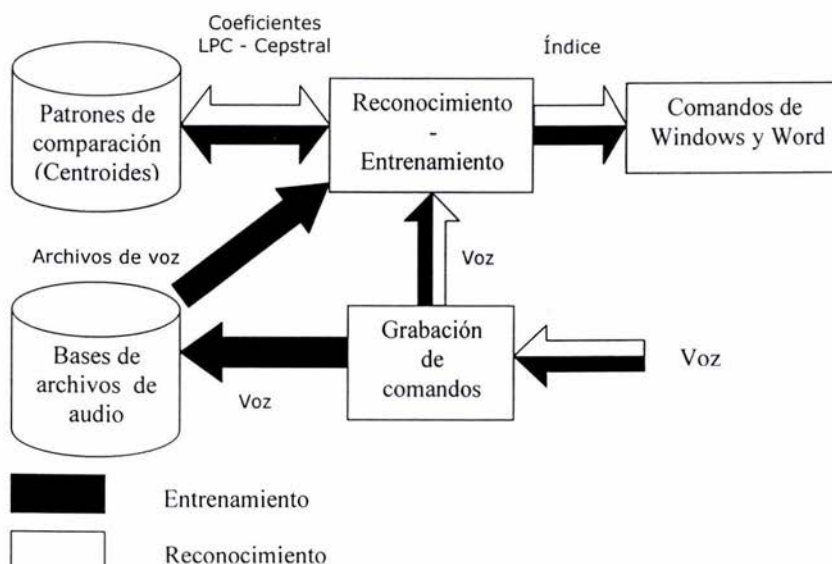 Coeficientes
LPC - Cepstral
Índice
Patrones de
comparación
(Centroides)
Reconocimiento
-
Entrenamiento
Comandos de
Windows y Word
Archivos de voz
Voz
Bases de
archivos de
audio
Voz
Grabación
de
comandos
Voz
Entrenamiento
Reconocimiento